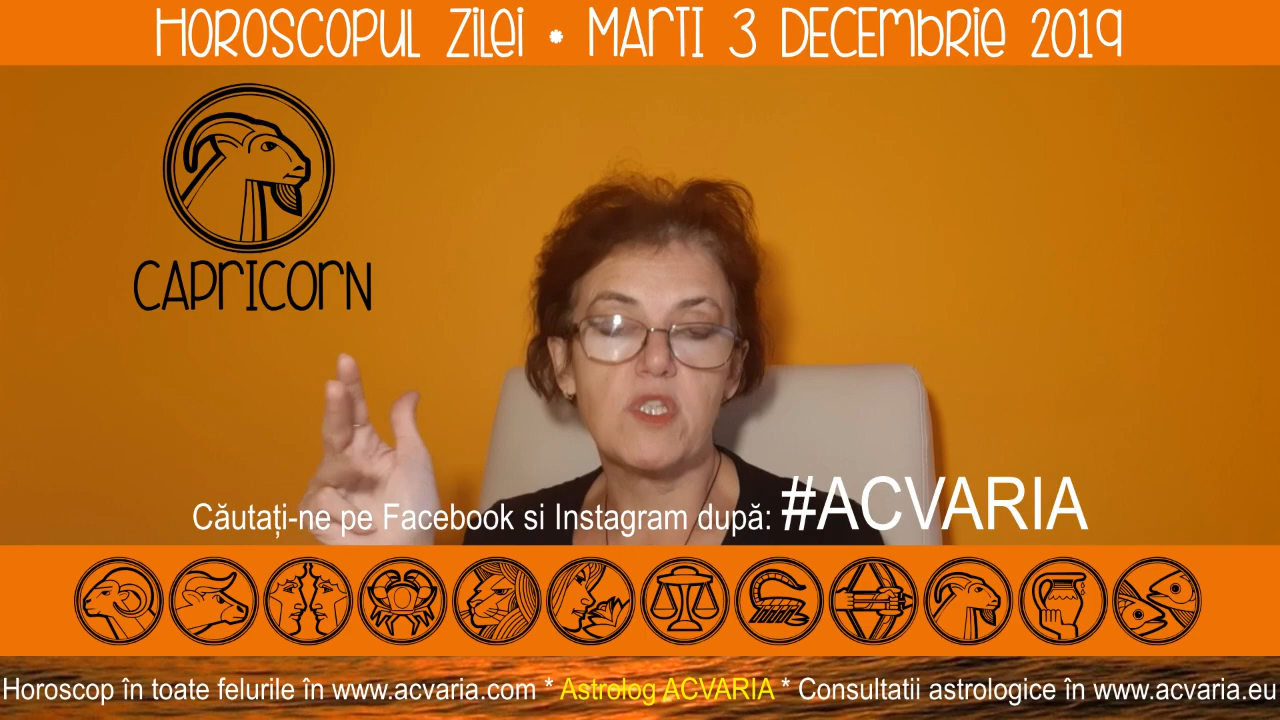 HOROSCOPUL ZILEI • MARTI 3 DECEMBRIE 2019
CAPRICORN
Căutați-ne pe Facebook si Instagram după: #ACVARIA
Horoscop în toate felurile în www.acvaria.com * Astrolog ACVARIA * Consultatii astrologice în www.acvaria.eu